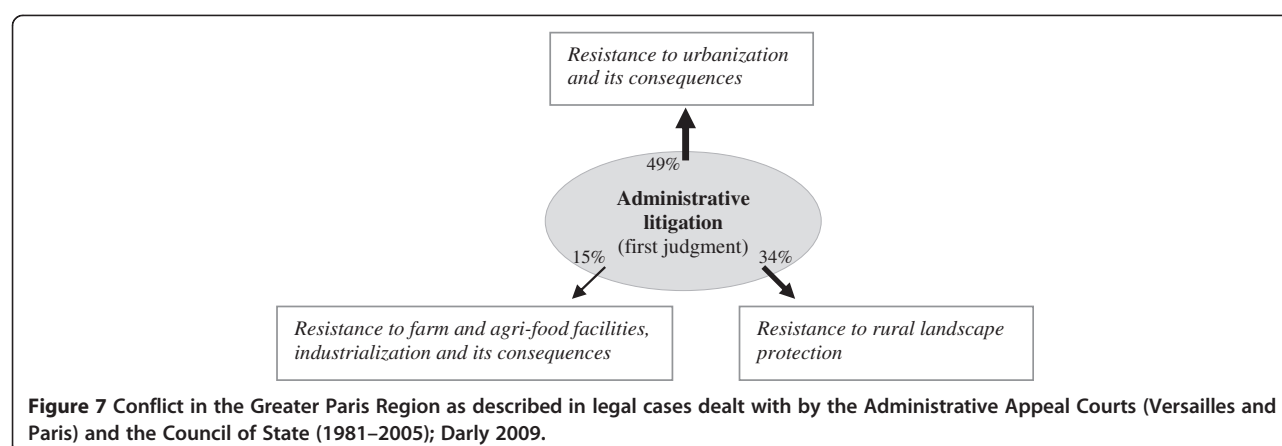 Resistance to urbanization
and its consequences
49%
Administrative
litigation
(first judgment)
15%
34%
Resistance to farm and agri-food facilities,
industrialization and its consequences
Resistance to rural landscape
protection
Figure 7 Conflict in the Greater Paris Region as described in legal cases dealt with by the Administrative Appeal Courts (Versailles and
Paris) and the Council of State (1981–2005); Darly 2009.